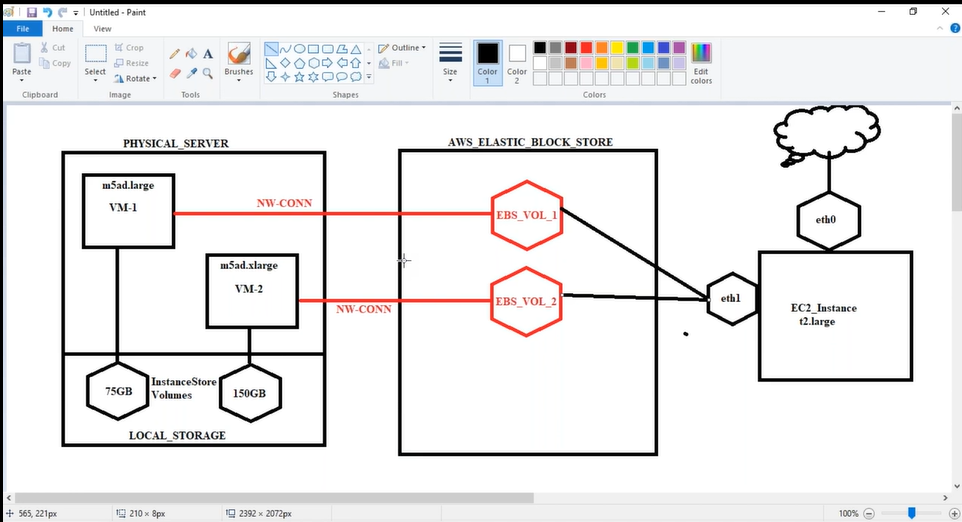 Untitled - Paint
File
Home
View
Paste
Cut
Copy
Clipboard
Select
Crop
Resize
Rotate
Image
A
Tools
Brushes
Outline
Fill
Shapes
Size
Color
1
Color
2
Edit
colors
Colors
PHYSICAL_SERVER
m5ad.large
VM-1
NW-CONN
m5ad.xlarge
VM-2
NW-CONN
75GB
InstanceStore
Volumes
150GB
LOCAL_STORAGE
AWS_ELASTIC_BLOCK_STORE
EBS_VOL_1
EBS_VOL_2
eth0
eth1
EC2_Instance
t2.large
565, 221px
210 × 8px
2392 × 2072px
100%